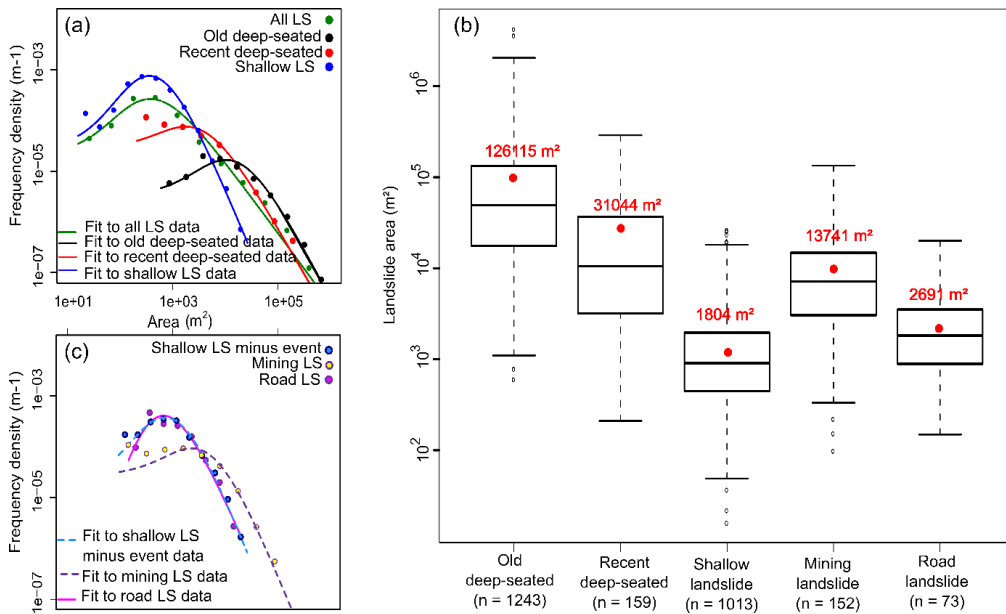 (a)
All LS
Old deep-seated
Recent deep-seated
Shallow LS
Frequency density (m-1)
1e-03
1e-05
1e-07
Fit to all LS data
Fit to old deep-seated data
Fit to recent deep-seated data
Fit to shallow LS data
1e+01 1e+03 1e+05
Area (m²)
(c)
Shallow LS minus event
Mining LS
Road LS
Frequency density (m-1)
1e-03
1e-05
1e-07
Fit to shallow LS
minus event data
Fit to mining LS data
Fit to road LS data
(b)
Landslide area (m²)
10⁶
10⁵
10⁴
10³
10²
126115 m²
31044 m²
1804 m²
13741 m²
2691 m²
Old
deep-seated
(n = 1243)
Recent
deep-seated
(n = 159)
Shallow
landslide
(n = 1013)
Mining
landslide
(n = 152)
Road
landslide
(n = 73)